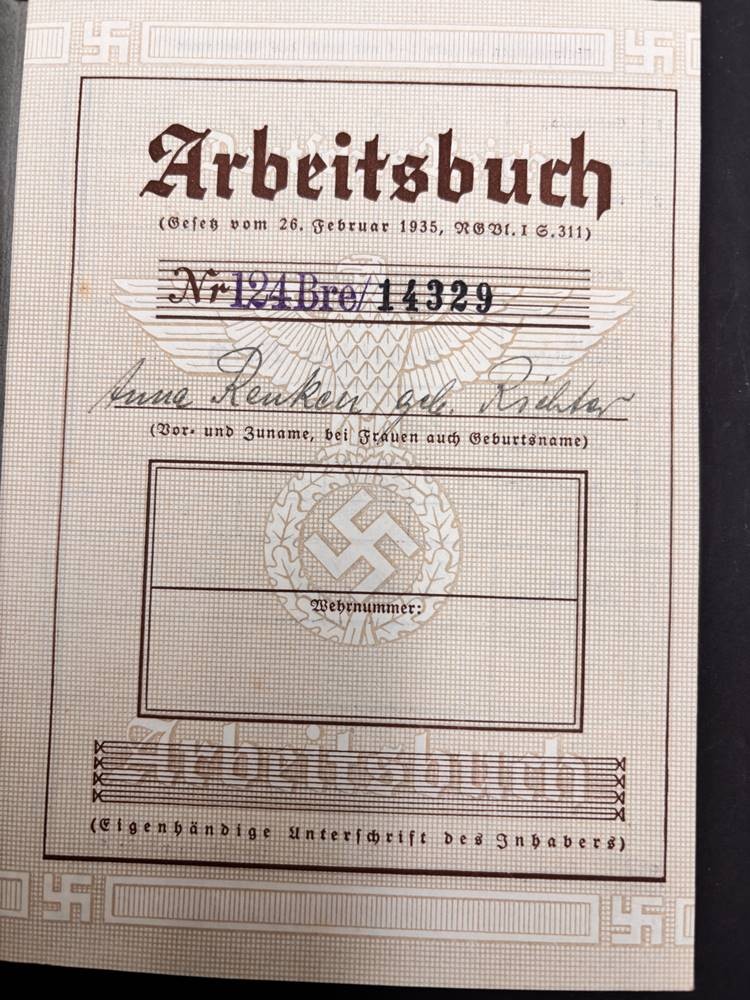 Arbeitsbuch
(Gesetz vom 26. Februar 1935, RGBl. I S. 311)
Nr 124 Bre/ 14329
Anna Renken geb. Richter
(Vor- und Zuname, bei Frauen auch Geburtsname)
Wehrnummer:
Arbeitsbuch
(Eigenhändige Unterschrift des Inhabers)